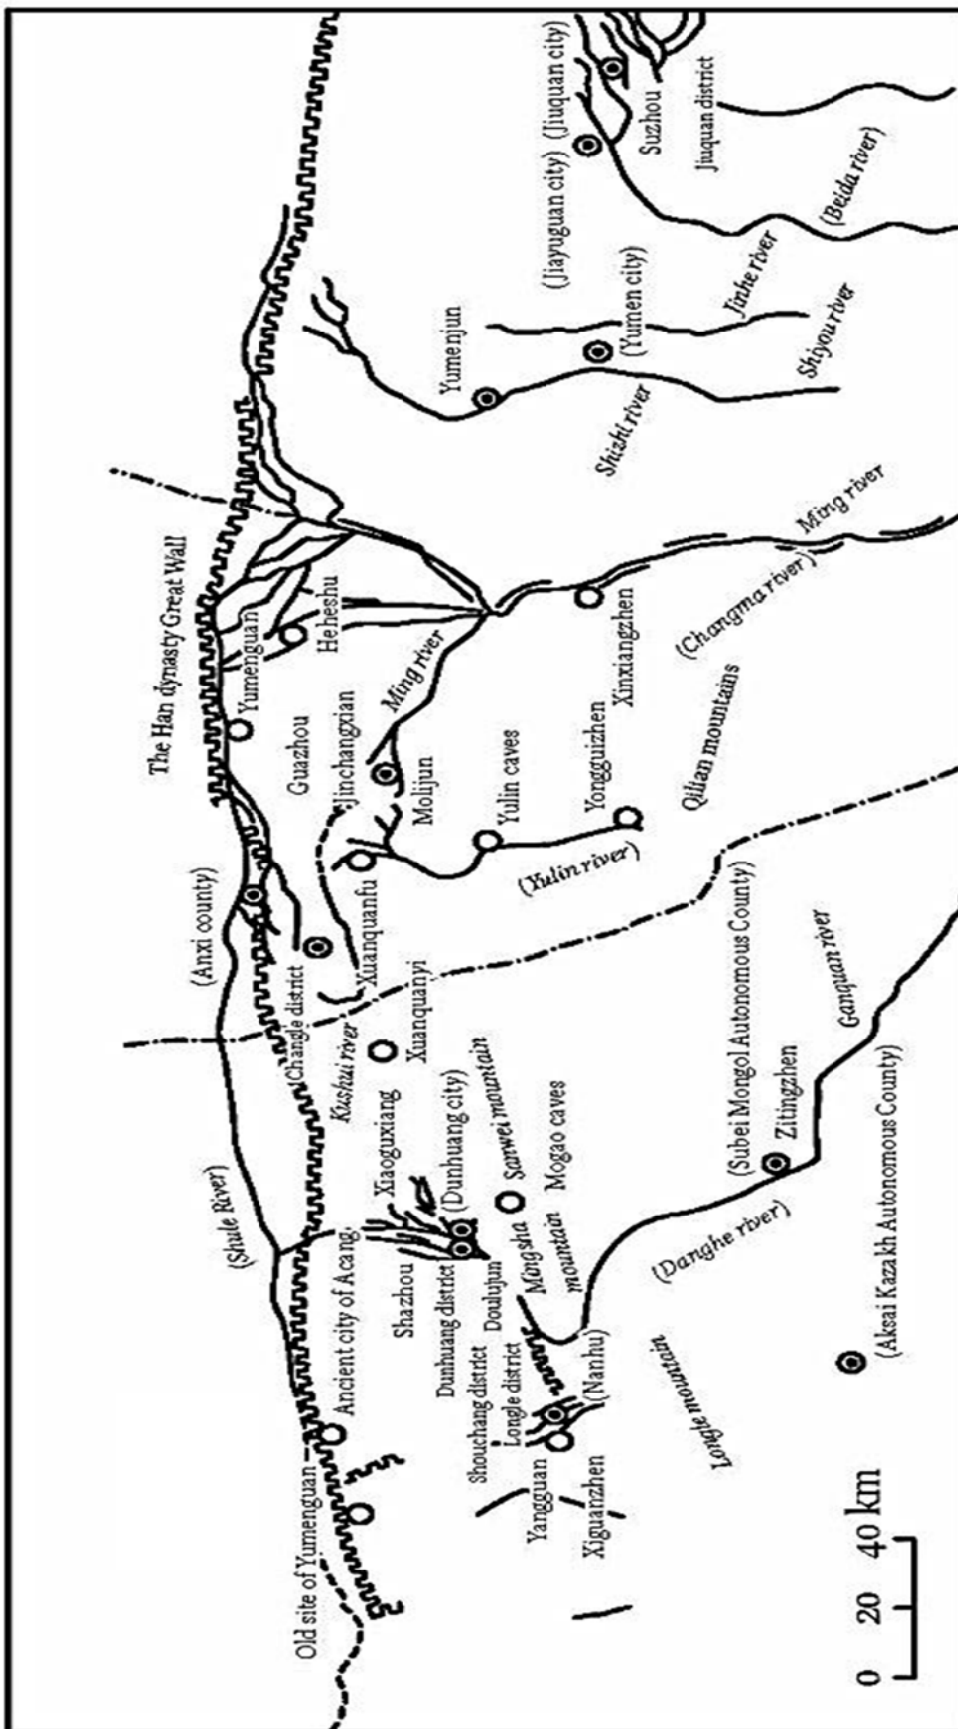 The Han dynasty Great Wall
(Anxi county)
(Shule River)
Old site of Yumenguan
Ancient city of Acang
Changle district
Guazhou
Yumenguan
Heheshu
Jinchangxian
Ming river
Kushui river
Xuanquanfu
Xuanquanyi
Molijun
Yumenjun
Xiaoguxiang
Shazhou
(Dunhuang city)
Dunhuang district
Doulujun
Sanwei mountain
Mogao caves
Mingsha
mountain
Shouchang district
Longle district
(Nanhu)
Yangguan
Xiguanzhen
Yulin caves
(Yulin river)
Yongguizhen
Xinxiangzhen
(Jiayuguan city)
(Jiuquan city)
Suzhou
Jiuquan district
(Yumen city)
Shizhi river
Jinhe river
Shiyou river
(Beida river)
Ming river
(Changma river)
Qilian mountains
(Subei Mongol Autonomous County)
Zitingzhen
Ganquan river
(Danghe river)
Longle mountain
(Aksai Kazakh Autonomous County)
0 20 40 km